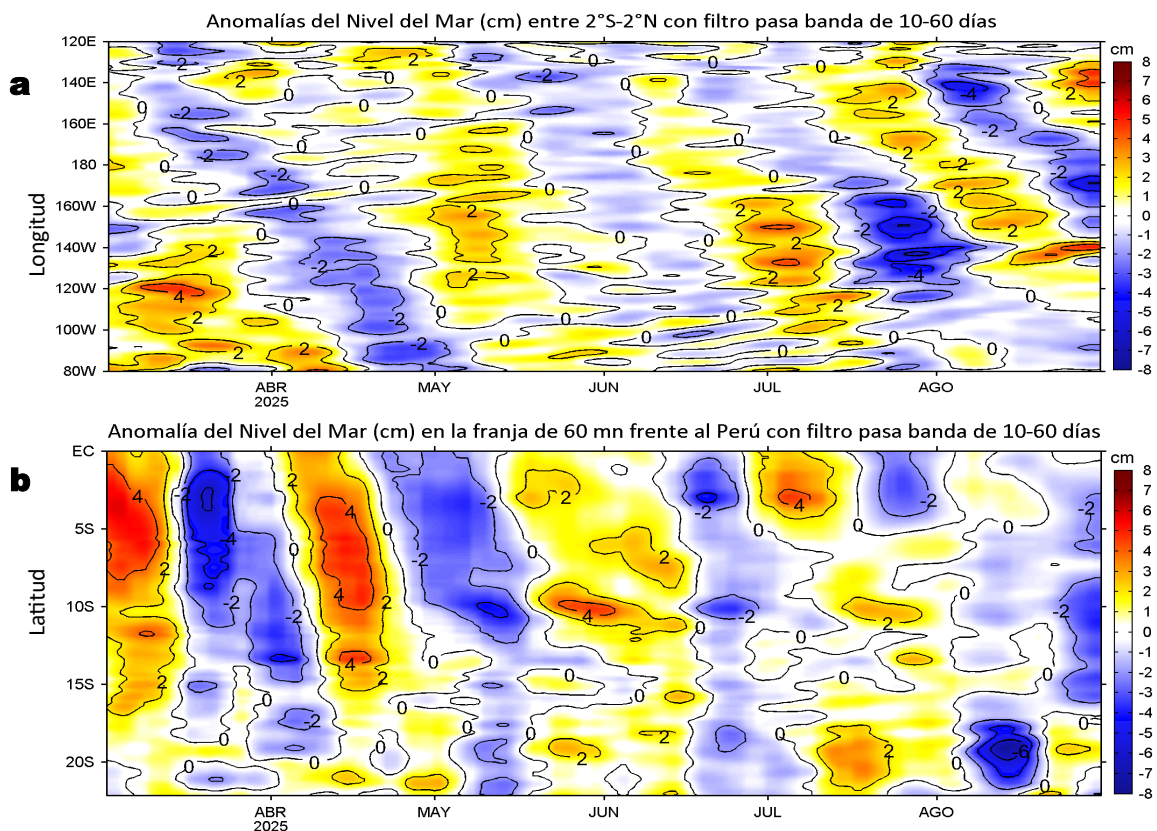 Anomalías del Nivel del Mar (cm) entre 2°S-2°N con filtro pasa banda de 10-60 días
a
cm
Longitud
120E
140E
160E
180
160W
140W
120W
100W
80W
ABR
2025
MAY
JUN
JUL
AGO
8
7
6
5
4
3
2
1
0
-1
-2
-3
-4
-5
-6
-7
-8
Anomalía del Nivel del Mar (cm) en la franja de 60 mn frente al Perú con filtro pasa banda de 10-60 días
b
cm
Latitud
EC
5S
10S
15S
20S
ABR
2025
MAY
JUN
JUL
AGO
8
7
6
5
4
3
2
1
0
-1
-2
-3
-4
-5
-6
-7
-8